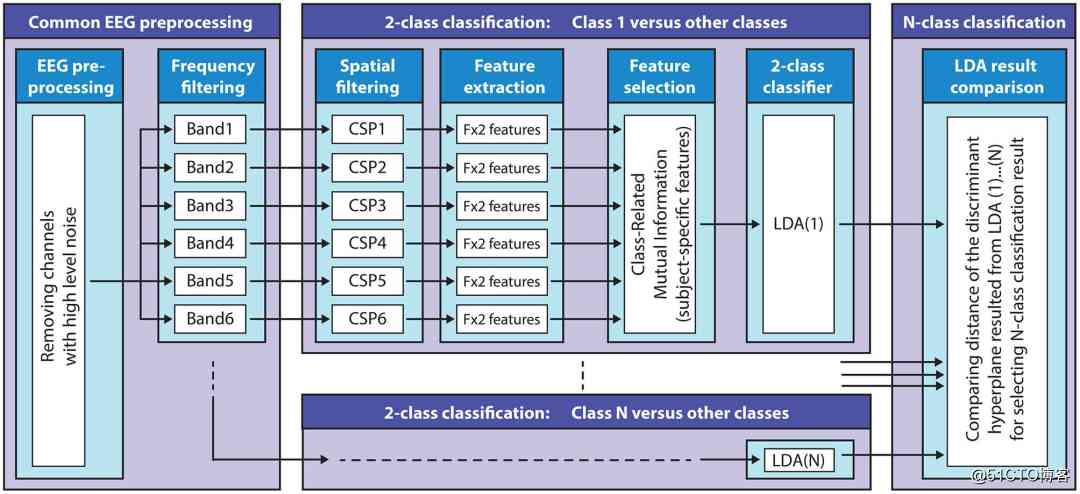 Common EEG preprocessing
EEG pre-
processing
Removing channels
with high level noise
Frequency
filtering
Band1
Band2
Band3
Band4
Band5
Band6
2-class classification: Class 1 versus other classes
Spatial
filtering
CSP1
CSP2
CSP3
CSP4
CSP5
CSP6
Feature
extraction
Fx2 features
Fx2 features
Fx2 features
Fx2 features
Fx2 features
Fx2 features
Feature
selection
Class-Related
Mutual Information
(subject-specific features)
2-class
classifier
LDA(1)
2-class classification: Class N versus other classes
LDA(N)
N-class classification
LDA result
comparison
Comparing distance of the discriminant
hyperplane resulted from LDA (1)...(N)
for selecting N-class classification result
@51CTO博客